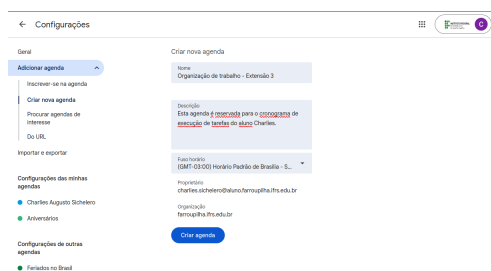 Configurações
C
Geral
Adicionar agenda
Inscrever-se na agenda
Criar nova agenda
Procurar agendas de
interesse
Do URL
Importar e exportar
Configurações das minhas
agendas
Charlles Augusto Sichelero
Aniversários
Configurações de outras
agendas
Feriados no Brasil
Criar nova agenda
Nome
Organização de trabalho - Extensão 3
Descrição
Esta agenda é reservada para o cronograma de
execução de tarefas do aluno Charlles.
Fuso horário
(GMT-03:00) Horário Padrão de Brasília - S...
Proprietário
charlles.sichelero@aluno.farroupilha.ifrs.edu.br
Organização
farroupilha.ifrs.edu.br
Criar agenda